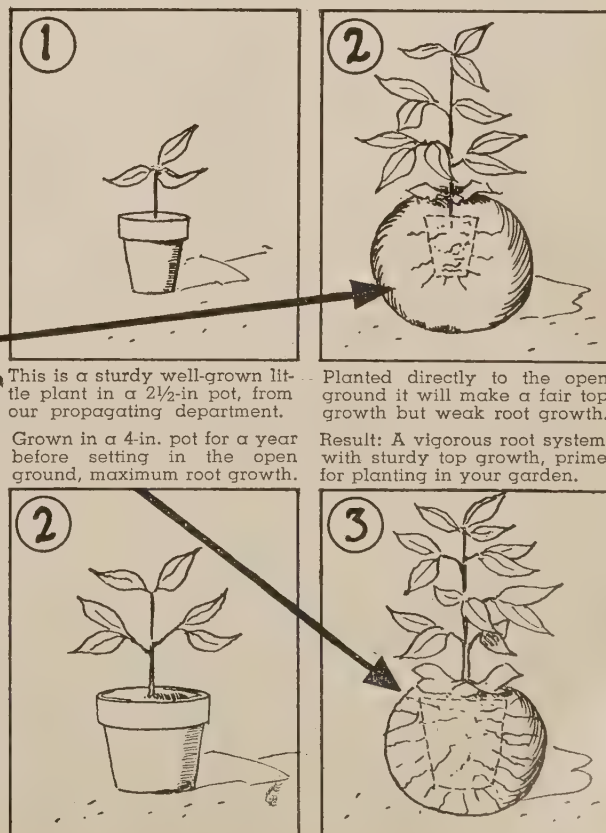 1
2
This is a sturdy well-grown lit-
tle plant in a 2½-in pot, from
our propagating department.
Planted directly to the open
ground it will make a fair top
growth but weak root growth.
Grown in a 4-in. pot for a year
before setting in the open
ground, maximum root growth.
Result: A vigorous root system
with sturdy top growth, prime
for planting in your garden.
2
3